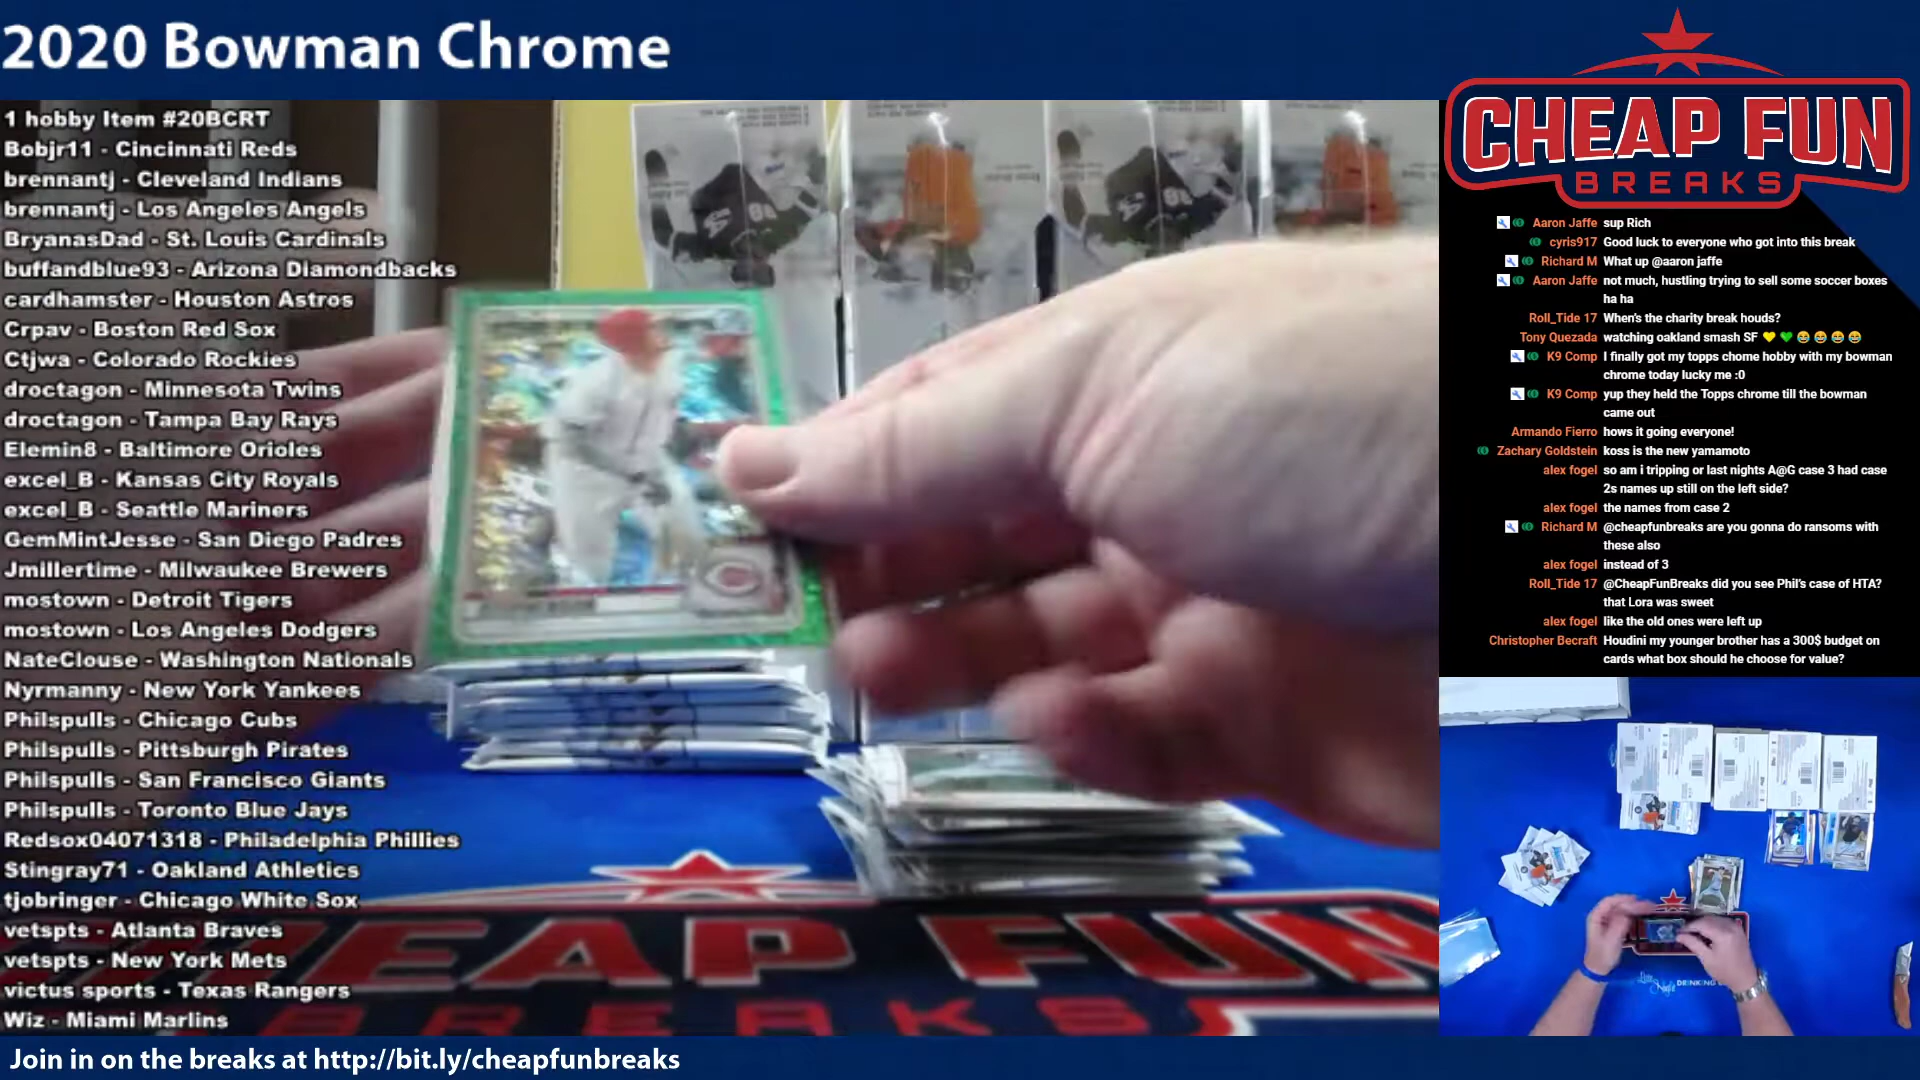 2020 Bowman Chrome
1 hobby Item #20BCRT
Bobjr11 - Cincinnati Reds
brennantj - Cleveland Indians
brennantj - Los Angeles Angels
BryanasDad - St. Louis Cardinals
buffandblue93 - Arizona Diamondbacks
cardhamster - Houston Astros
Crpav - Boston Red Sox
Ctjwa - Colorado Rockies
droctagon - Minnesota Twins
droctagon - Tampa Bay Rays
Elemin8 - Baltimore Orioles
excel_B - Kansas City Royals
excel_B - Seattle Mariners
GemMintJesse - San Diego Padres
Jmillertime - Milwaukee Brewers
mostown - Detroit Tigers
mostown - Los Angeles Dodgers
NateClouse - Washington Nationals
Nyrmanny - New York Yankees
Philspulls - Chicago Cubs
Philspulls - Pittsburgh Pirates
Philspulls - San Francisco Giants
Philspulls - Toronto Blue Jays
Redsox04071318 - Philadelphia Phillies
Stingray71 - Oakland Athletics
tjobringer - Chicago White Sox
vetspts - Atlanta Braves
vetspts - New York Mets
victus sports - Texas Rangers
Wiz - Miami Marlins
CHEAP FUN
BREAKS
Join in on the breaks at http://bit.ly/cheapfunbreaks
CHEAP FUN
BREAKS
Aaron Jaffe sup Rich
cyris917 Good luck to everyone who got into this break
Richard M What up @aaron jaffe
Aaron Jaffe not much, hustling trying to sell some soccer boxes
ha ha
Roll_Tide 17 When's the charity break houds?
Tony Quezada watching oakland smash SF 💛 💚 😂 😂 😂 😂
K9 Comp I finally got my topps chome hobby with my bowman
chrome today lucky me :0
K9 Comp yup they held the Topps chrome till the bowman
came out
Armando Fierro hows it going everyone!
Zachary Goldstein koss is the new yamamoto
alex fogel so am i tripping or last nights A@G case 3 had case
2s names up still on the left side?
alex fogel the names from case 2
Richard M @cheapfunbreaks are you gonna do ransoms with
these also
alex fogel instead of 3
Roll_Tide 17 @CheapFunBreaks did you see Phil's case of HTA?
that Lora was sweet
alex fogel like the old ones were left up
Christopher Becraft Houdini my younger brother has a 300$ budget on
cards what box should he choose for value?